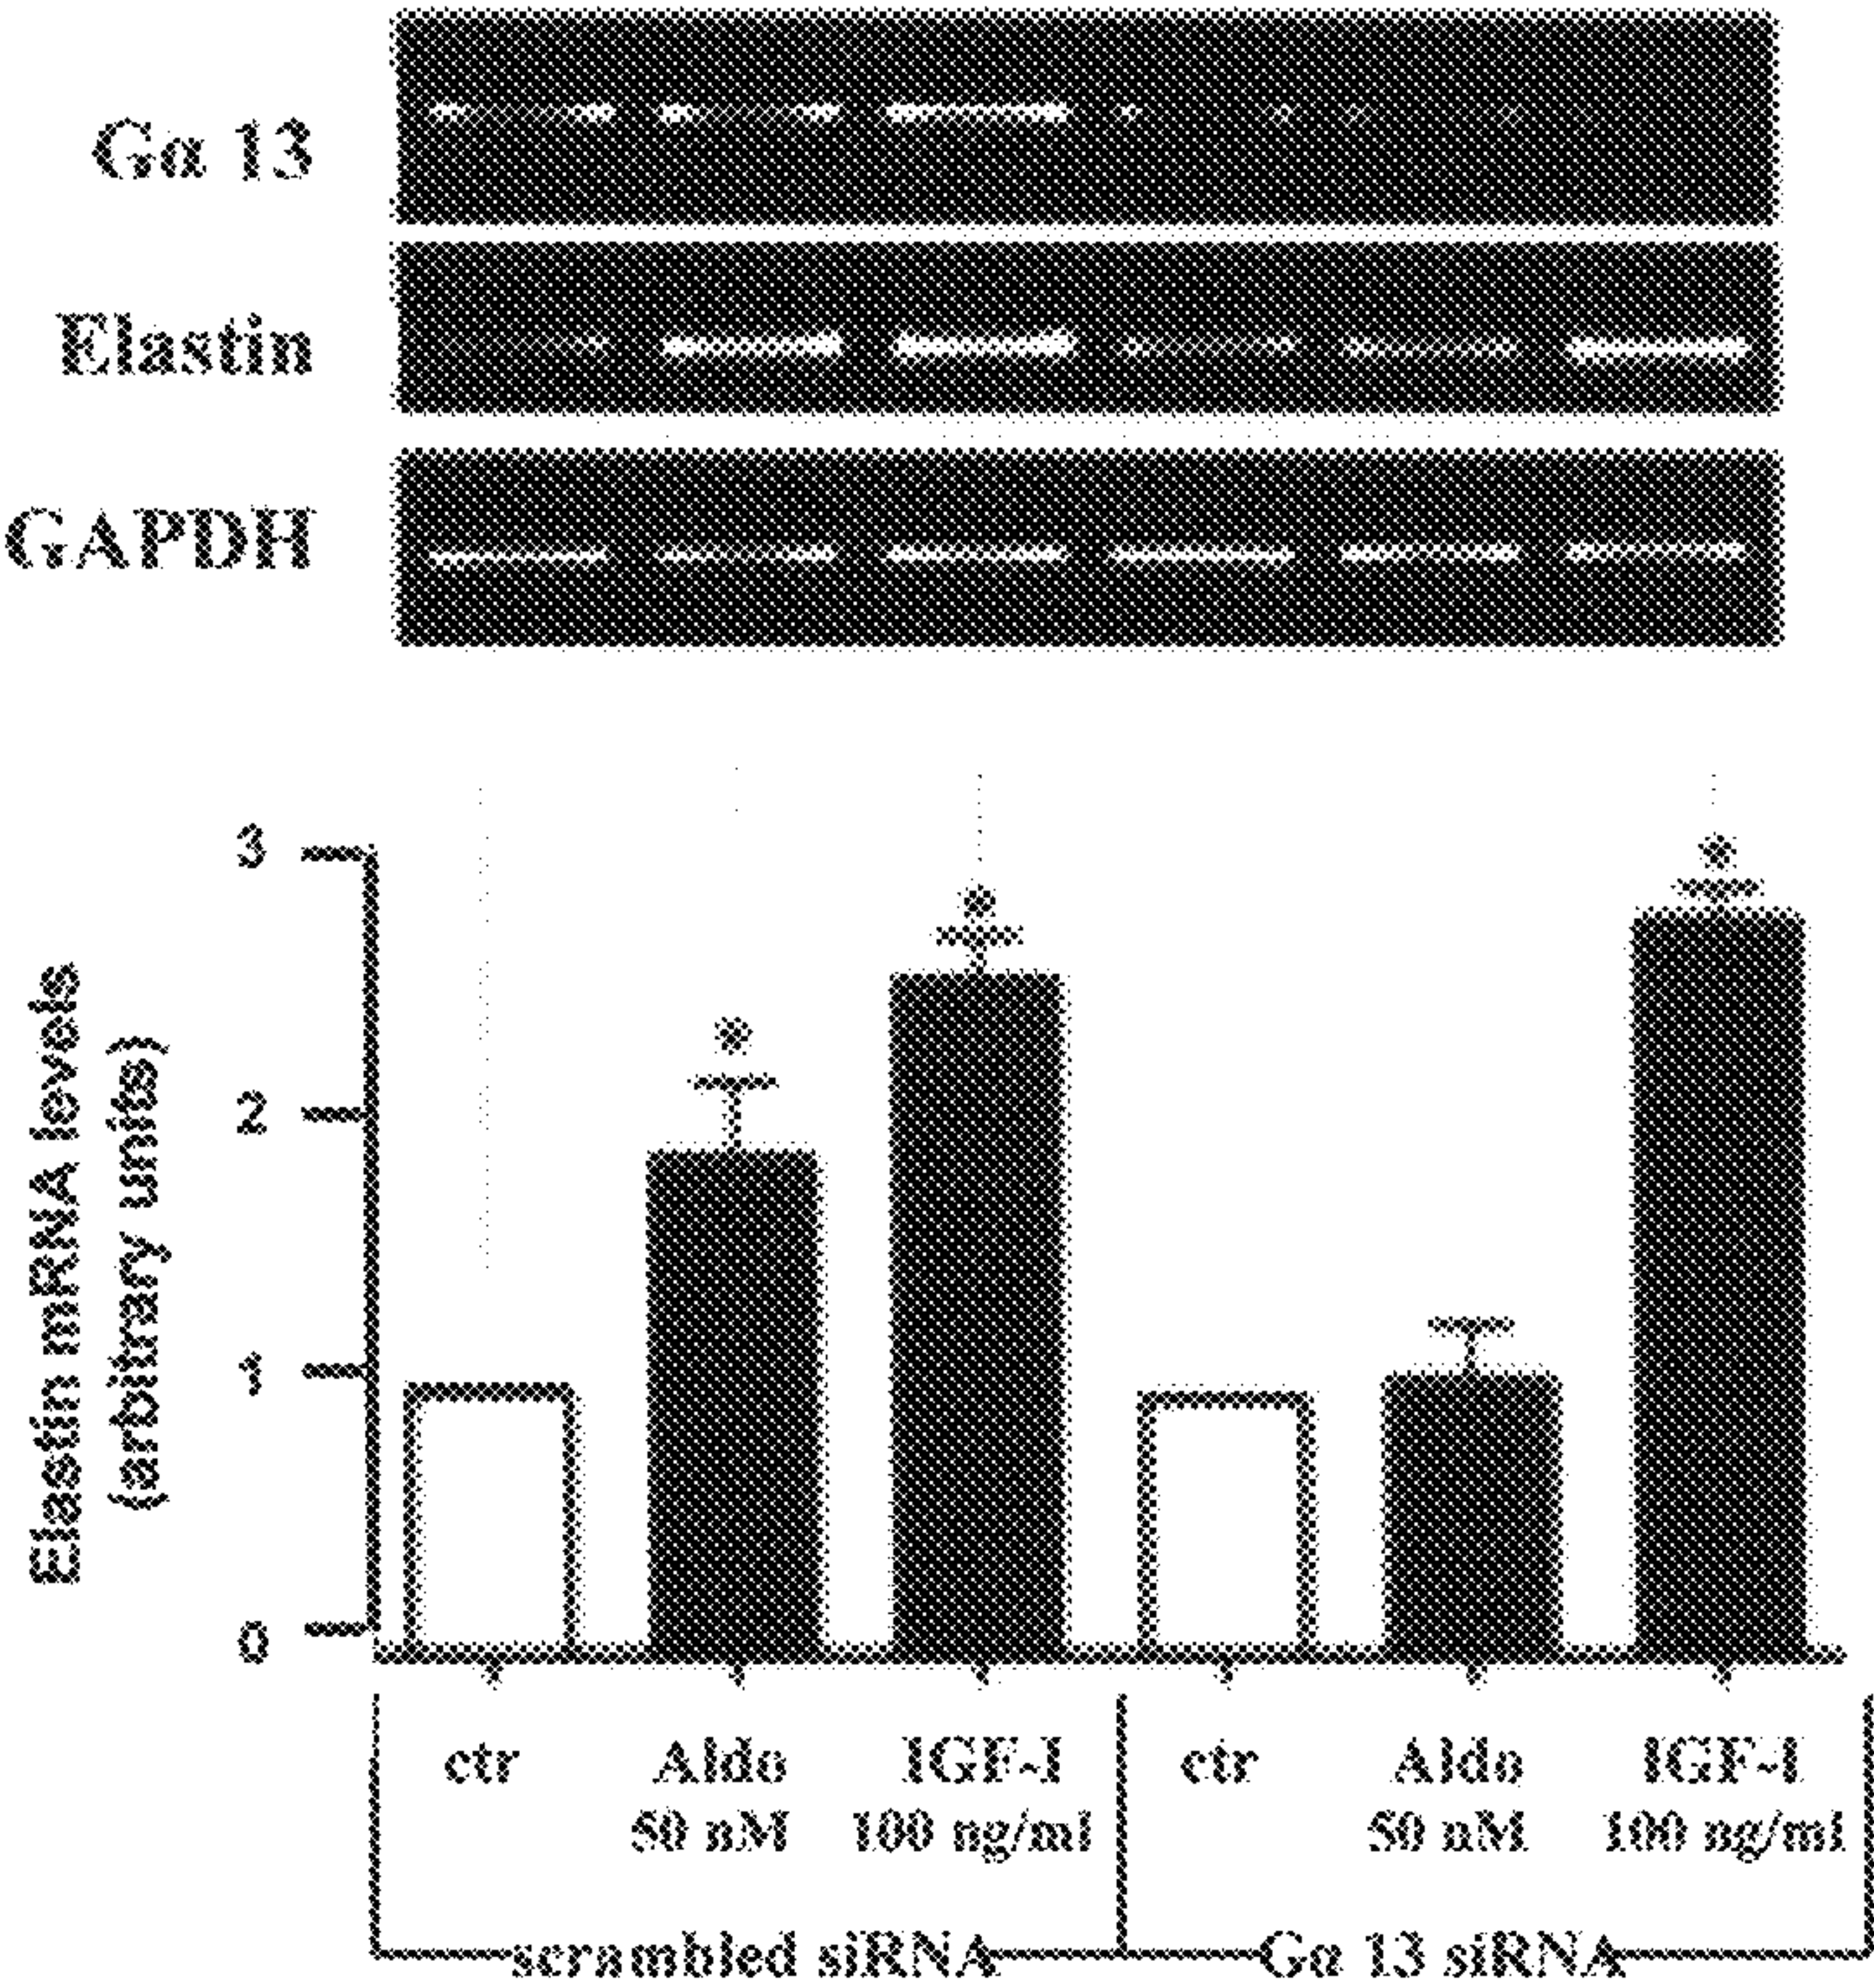 Gα 13
Elastin
GAPDH
Elastin mRNA levels
(arbitrary units)
3
2
1
0
*
*
*
ctr Aldo IGF-I ctr Aldo IGF-I
50 nM 100 ng/ml 50 nM 100 ng/ml
scrambled siRNA Gα 13 siRNA